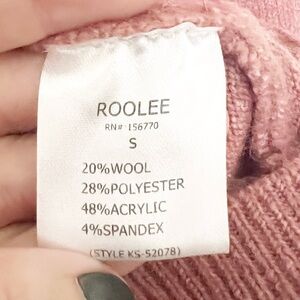 ROOLEE
RN# 156770
S
20%WOOL
28%POLYESTER
48%ACRYLIC
4%SPANDEX
(STYLE KS-52078)